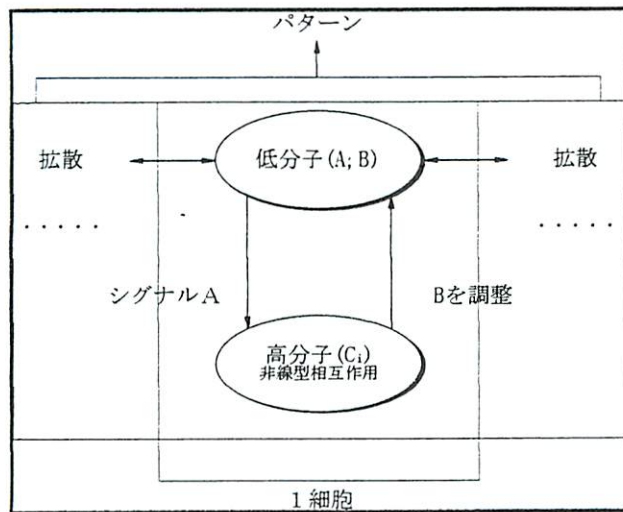 パターン
拡散
低分子(A; B)
拡散
.....
.....
シグナルA
Bを調整
高分子(Ci)
非線型相互作用
1細胞